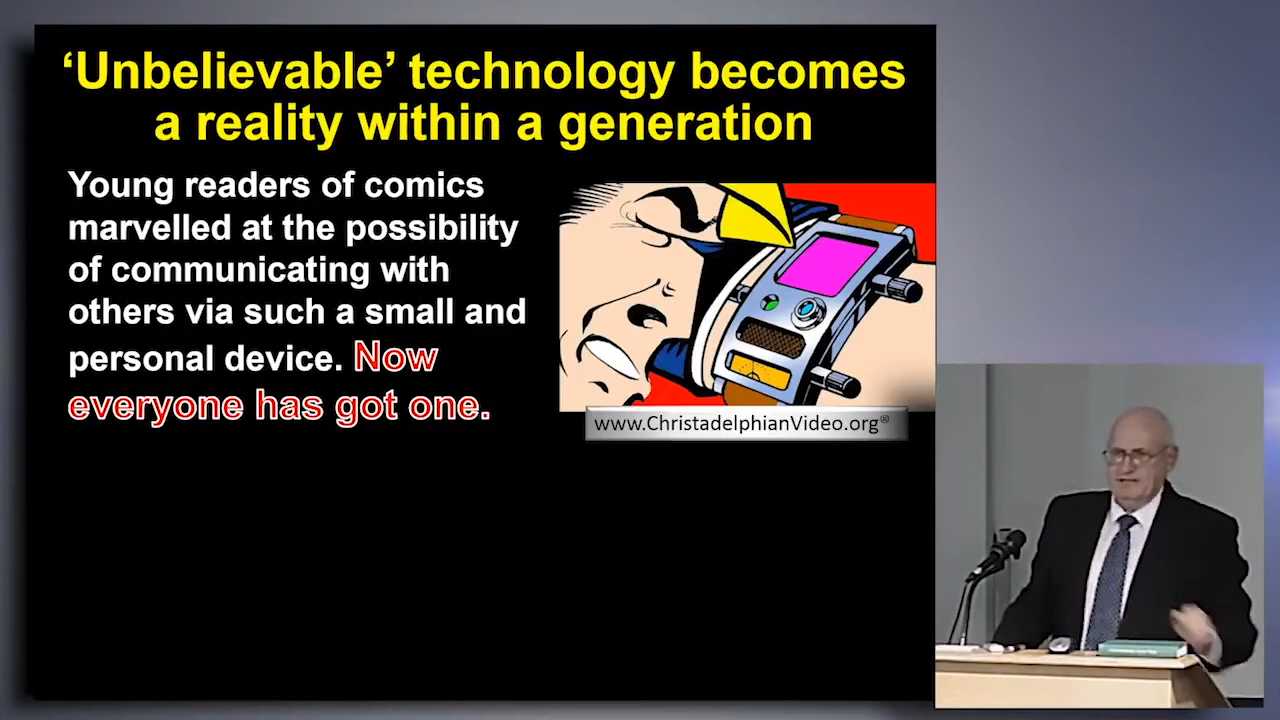 ‘Unbelievable’ technology becomes
a reality within a generation
Young readers of comics
marvelled at the possibility
of communicating with
others via such a small and
personal device. Now
everyone has got one.
www.ChristadelphianVideo.org®